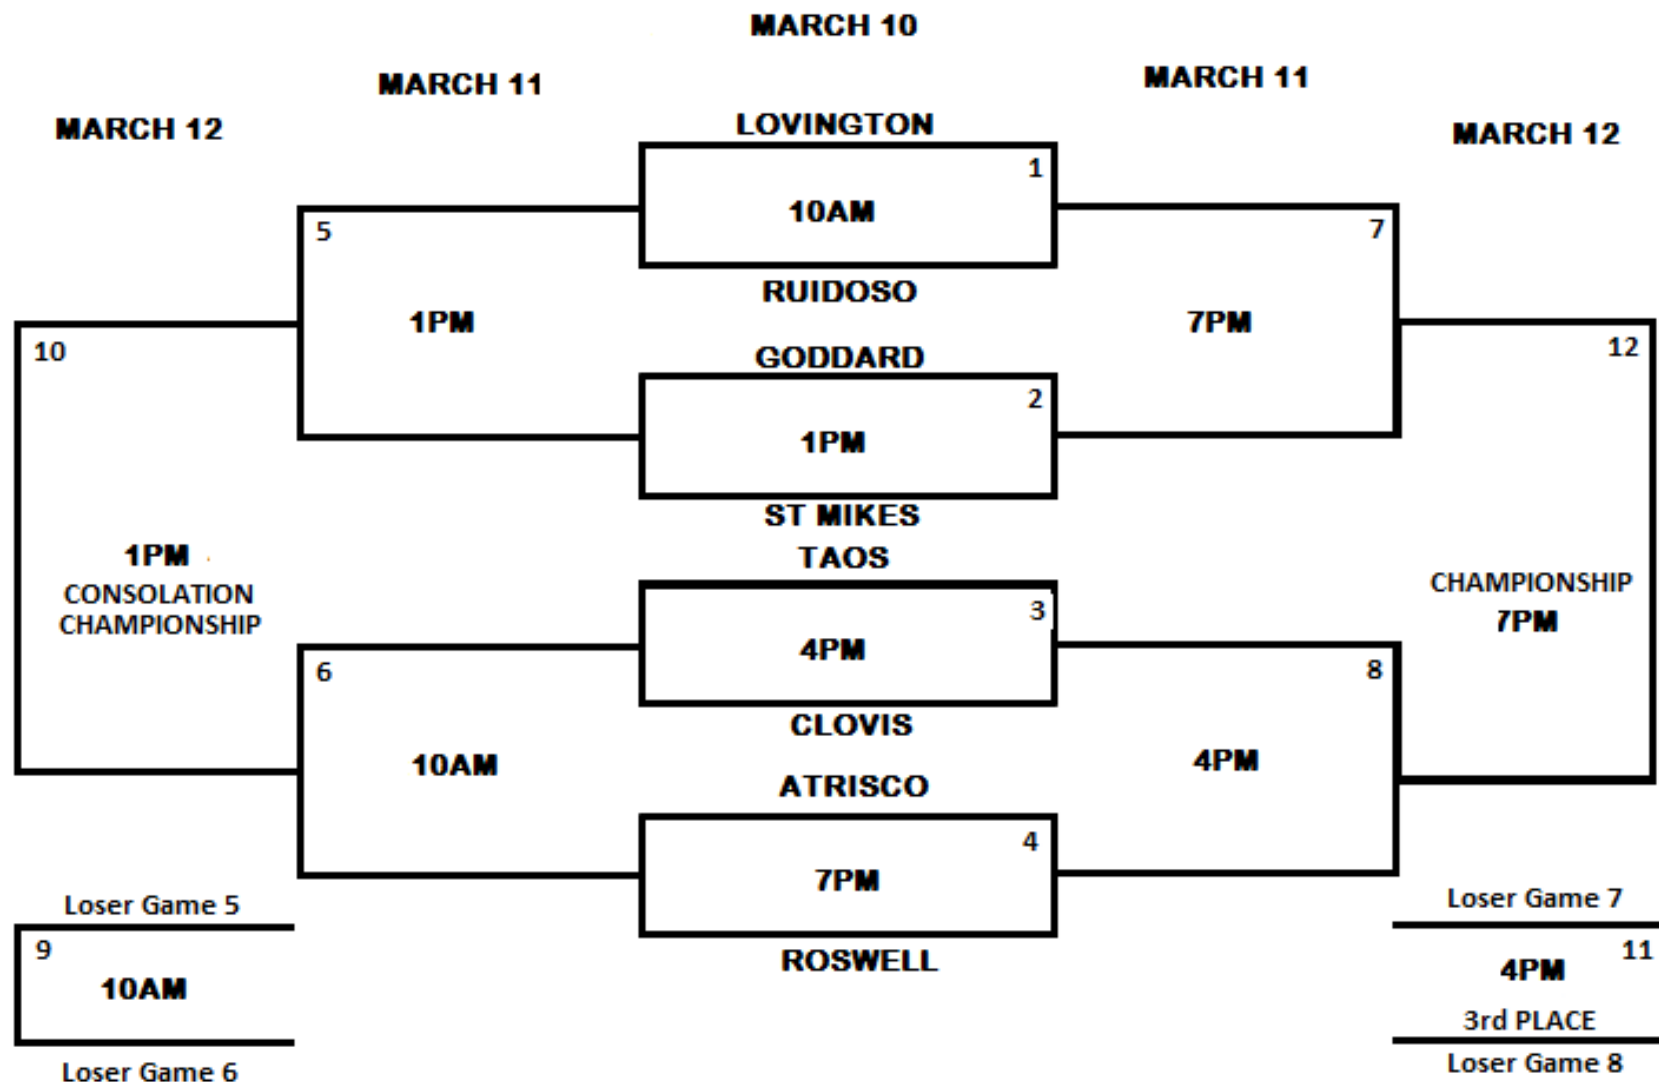 MARCH 10
MARCH 11
MARCH 11
MARCH 12
MARCH 12
LOVINGTON
1
10AM
RUIDOSO
5
1PM
7
7PM
GODDARD
2
1PM
ST MIKES
10
1PM
CONSOLATION
CHAMPIONSHIP
12
CHAMPIONSHIP
7PM
TAOS
3
4PM
CLOVIS
6
10AM
8
4PM
ATRISCO
4
7PM
ROSWELL
Loser Game 5
9
10AM
Loser Game 6
Loser Game 7
11
4PM
3rd PLACE
Loser Game 8